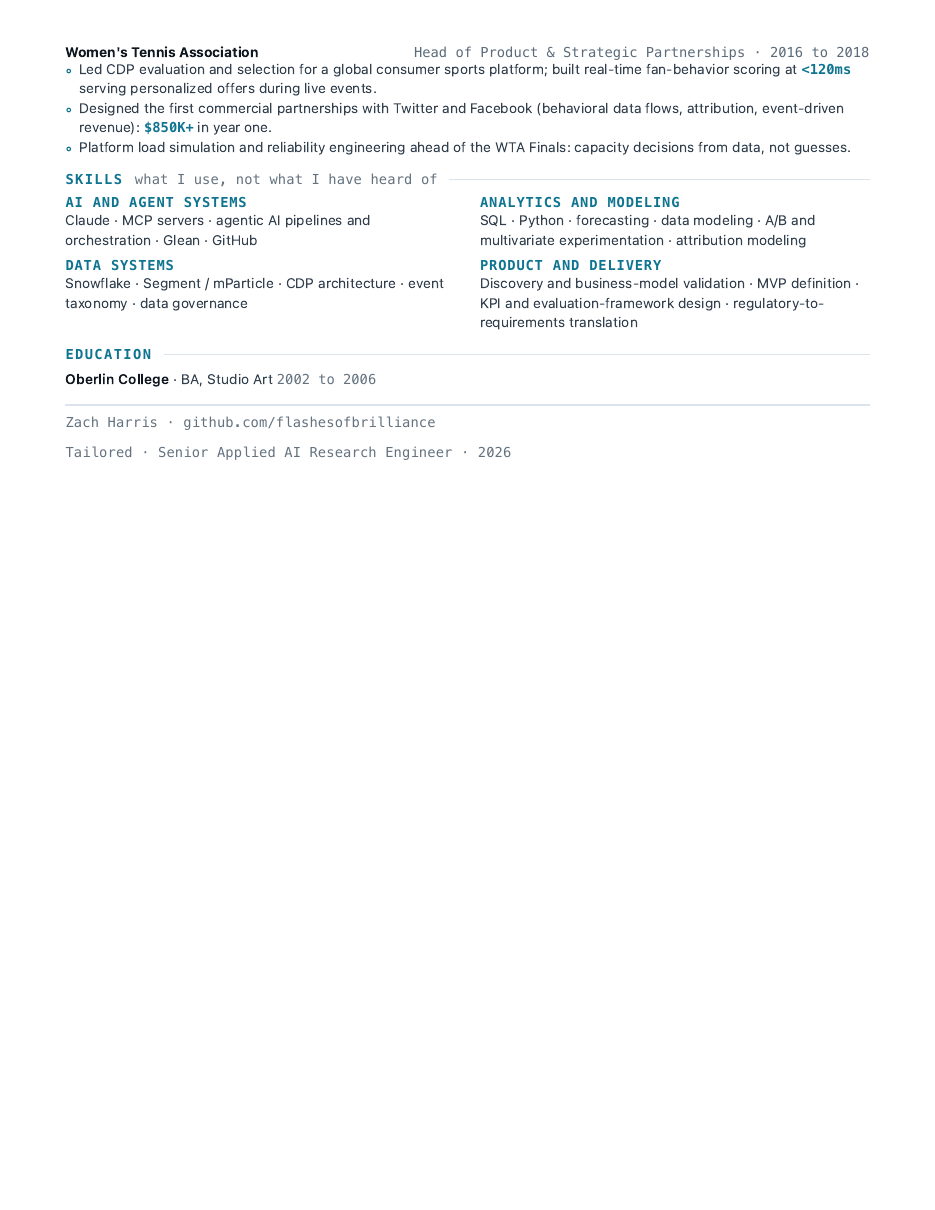 Women's Tennis Association Head of Product & Strategic Partnerships · 2016 to 2018
Led CDP evaluation and selection for a global consumer sports platform; built real-time fan-behavior scoring at <120ms
serving personalized offers during live events.
Designed the first commercial partnerships with Twitter and Facebook (behavioral data flows, attribution, event-driven
revenue): $850K+ in year one.
Platform load simulation and reliability engineering ahead of the WTA Finals: capacity decisions from data, not guesses.
SKILLS what I use, not what I have heard of
AI AND AGENT SYSTEMS
Claude · MCP servers · agentic AI pipelines and
orchestration · Glean · GitHub
ANALYTICS AND MODELING
SQL · Python · forecasting · data modeling · A/B and
multivariate experimentation · attribution modeling
DATA SYSTEMS
Snowflake · Segment / mParticle · CDP architecture · event
taxonomy · data governance
PRODUCT AND DELIVERY
Discovery and business-model validation · MVP definition ·
KPI and evaluation-framework design · regulatory-to-
requirements translation
EDUCATION
Oberlin College · BA, Studio Art 2002 to 2006
Zach Harris · github.com/flashesofbrilliance
Tailored · Senior Applied AI Research Engineer · 2026